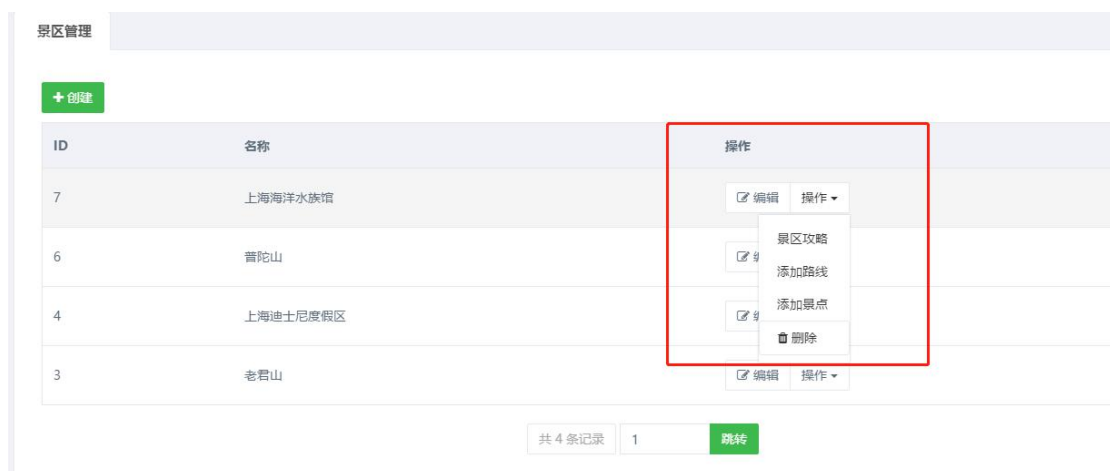 景区管理
+ 创建
ID 名称 操作
7 上海海洋水族馆 编辑 操作
景区攻略
6 普陀山
添加路线
添加景点
4 上海迪士尼度假区
删除
3 老君山 编辑 操作
共 4 条记录 1 跳转